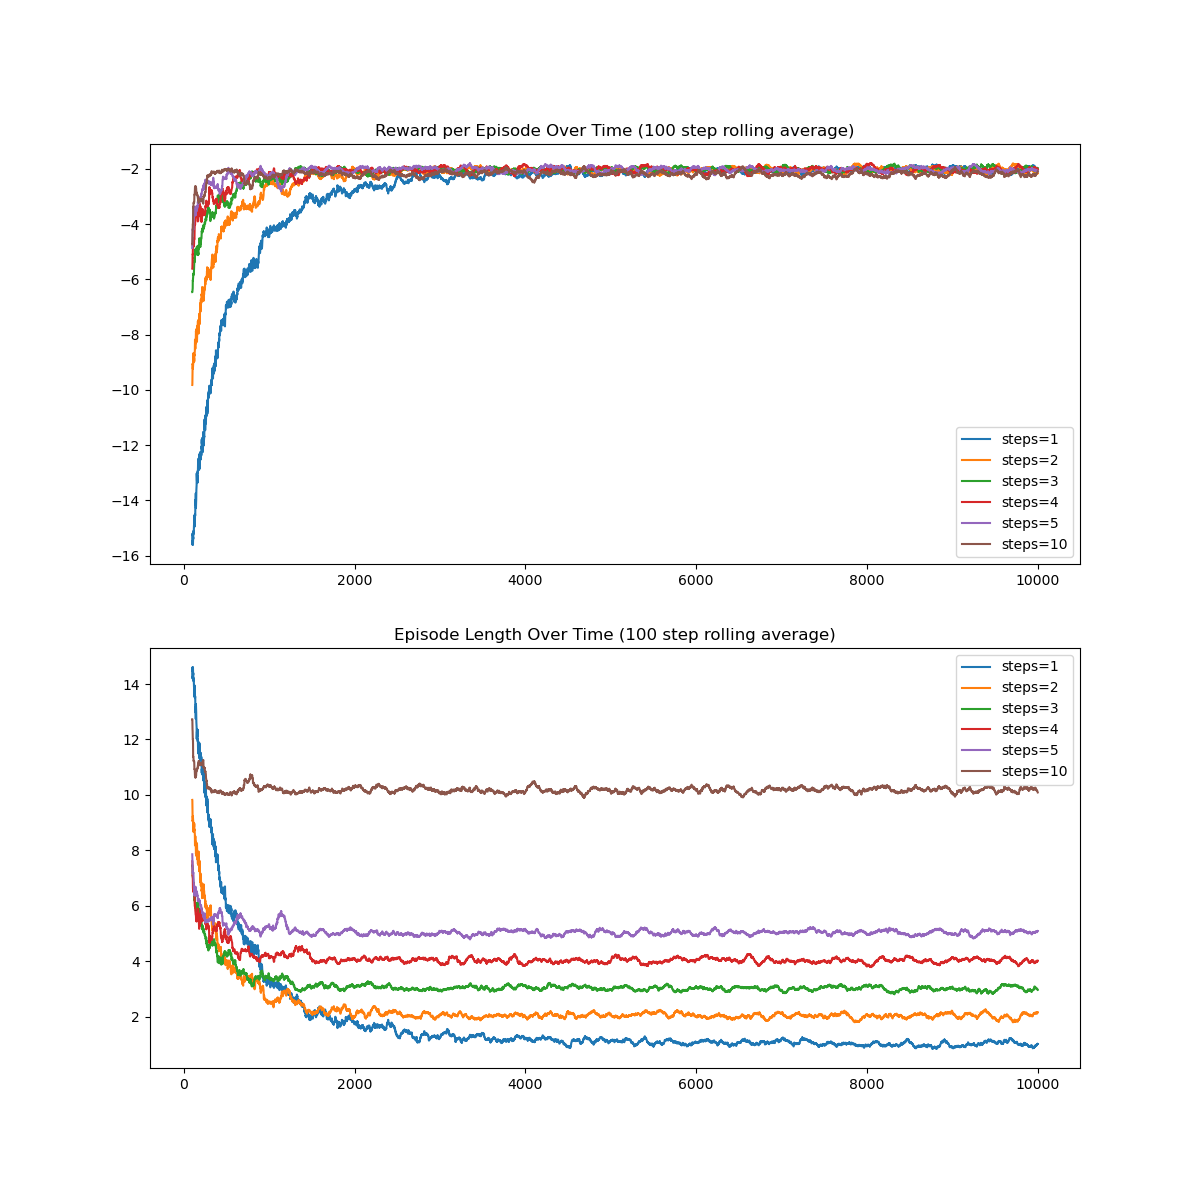 Reward per Episode Over Time (100 step rolling average)
−2
−4
−6
−8
−10
−12
−14
−16
steps=1
steps=2
steps=3
steps=4
steps=5
steps=10
0 2000 4000 6000 8000 10000
Episode Length Over Time (100 step rolling average)
14
12
10
8
6
4
2
steps=1
steps=2
steps=3
steps=4
steps=5
steps=10
0 2000 4000 6000 8000 10000